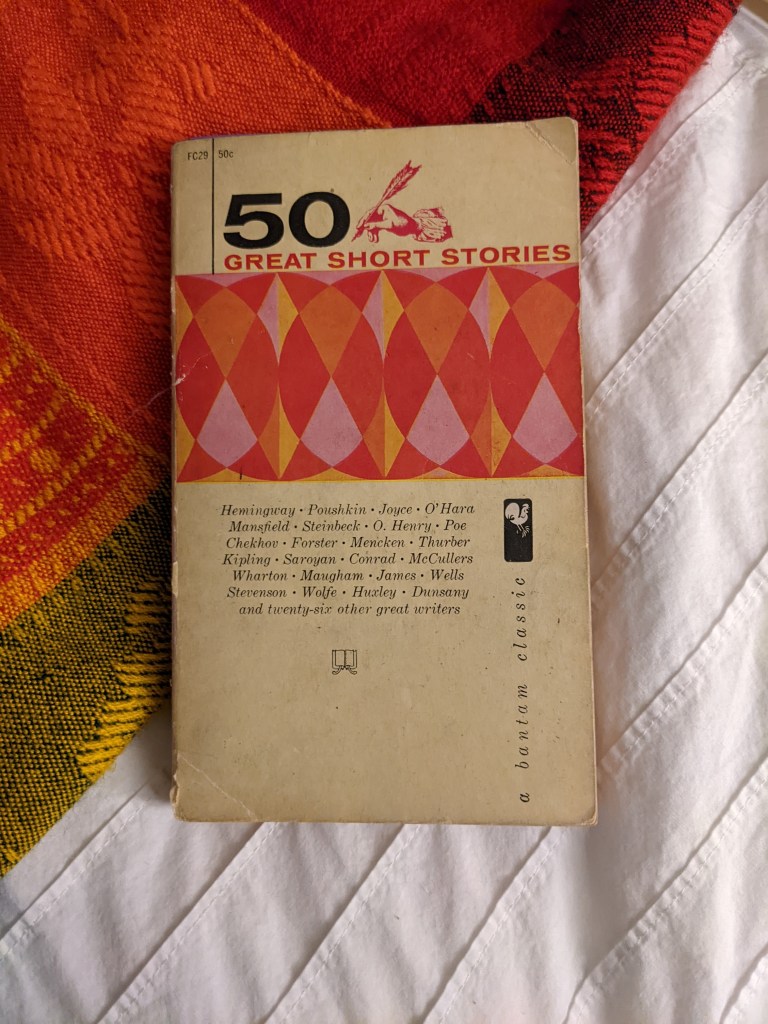 FC29 50c
50
GREAT SHORT STORIES
Hemingway • Poushkin • Joyce • O'Hara
Mansfield • Steinbeck • O. Henry • Poe
Chekhov • Forster • Mencken • Thurber
Kipling • Saroyan • Conrad • McCullers
Wharton • Maugham • James • Wells
Stevenson • Wolfe • Huxley • Dunsany
and twenty-six other great writers
a bantam classic